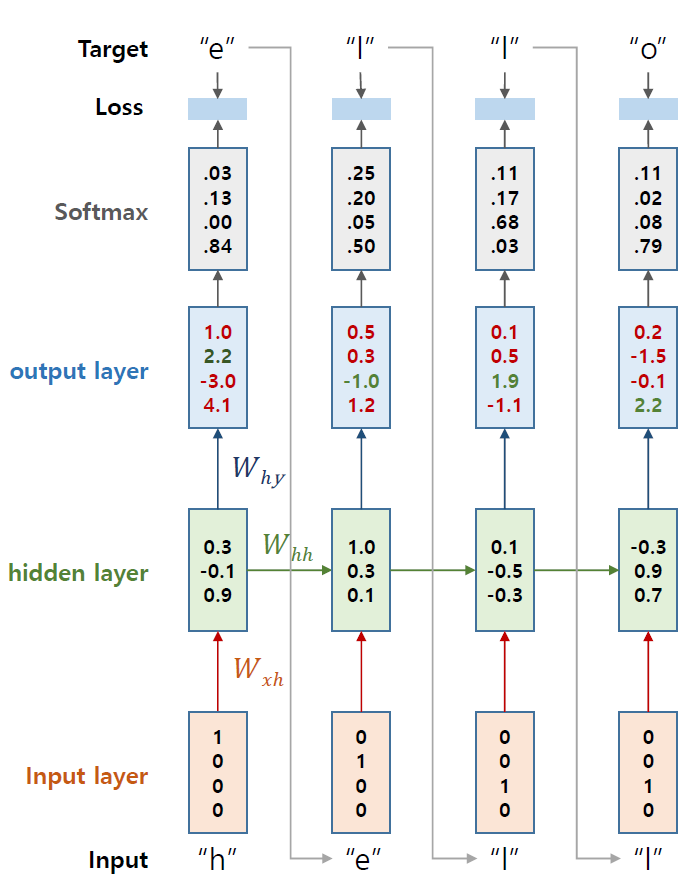 Target "e" "l" "l" "o"
Loss
Softmax
.03 .25 .11 .11
.13 .20 .17 .02
.00 .05 .68 .08
.84 .50 .03 .79
output layer
1.0 0.5 0.1 0.2
2.2 0.3 0.5 -1.5
-3.0 -1.0 1.9 -0.1
4.1 1.2 -1.1 2.2
W_hy
W_hh
hidden layer
0.3 1.0 0.1 -0.3
-0.1 0.3 -0.5 0.9
0.9 0.1 -0.3 0.7
W_xh
Input layer
1 0 0 0
0 1 0 0
0 0 1 1
0 0 0 0
Input "h" "e" "l" "l"